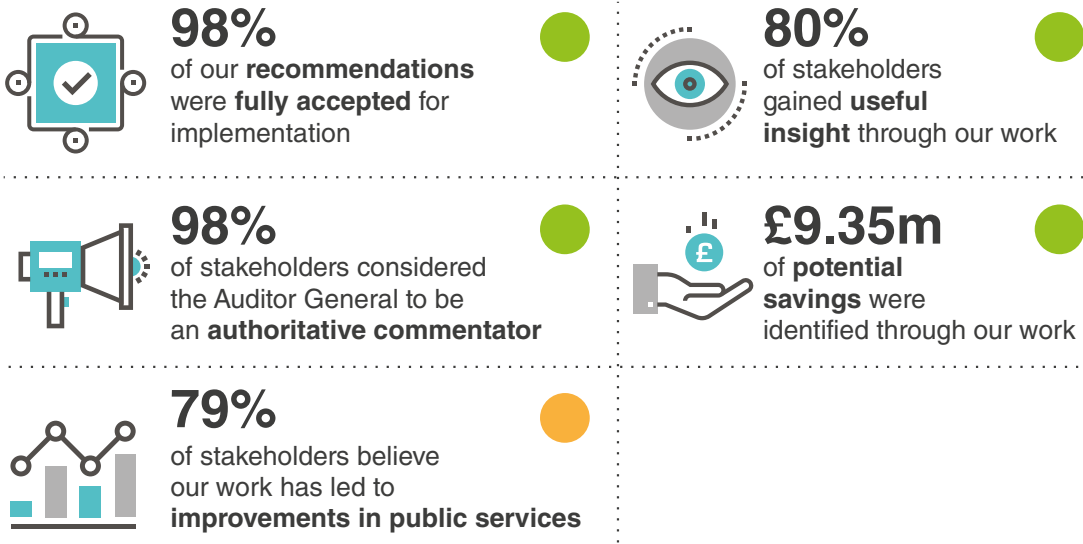 98%
of our recommendations
were fully accepted for
implementation
80%
of stakeholders
gained useful
insight through our work
98%
of stakeholders considered
the Auditor General to be
an authoritative commentator
£
£9.35m
of potential
savings were
identified through our work
79%
of stakeholders believe
our work has led to
improvements in public services